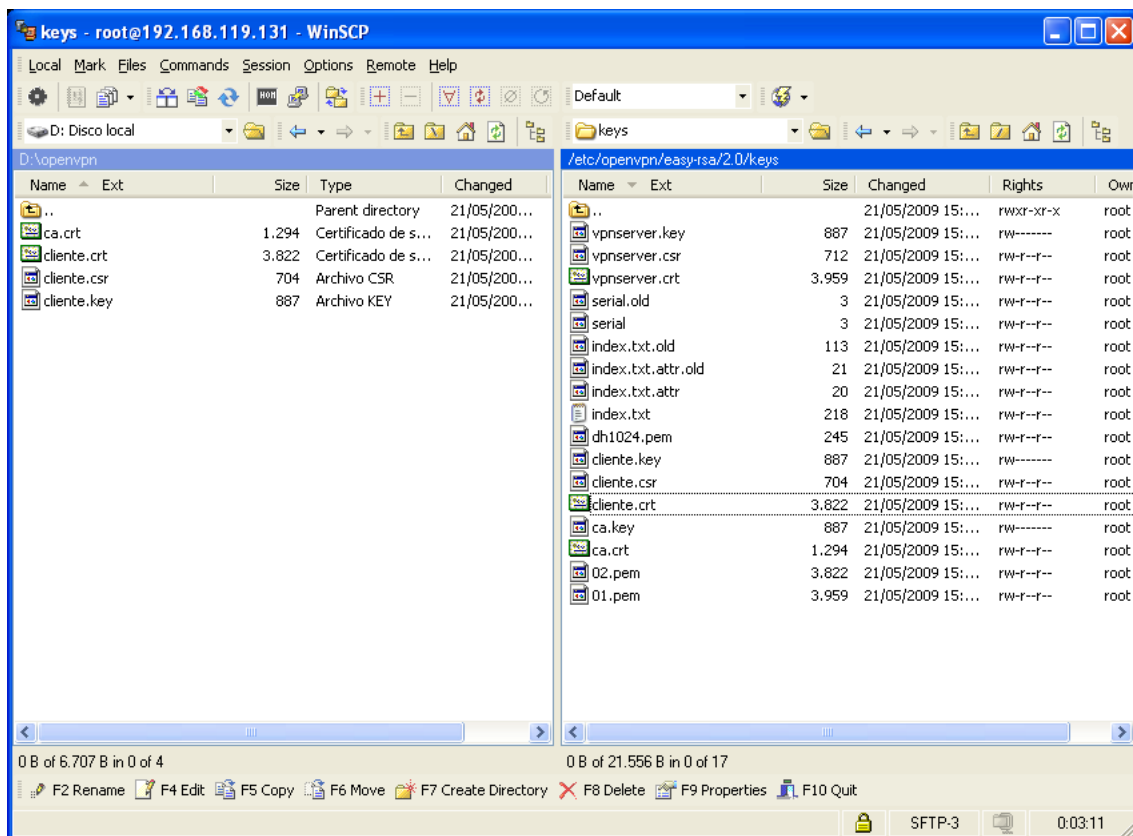 keys - root@192.168.119.131 - WinSCP
Local Mark Files Commands Session Options Remote Help
Default
D: Disco local
keys
D:\openvpn
Name Ext Size Type Changed
.. Parent directory 21/05/200...
ca.crt 1.294 Certificado de s... 21/05/200...
cliente.crt 3.822 Certificado de s... 21/05/200...
cliente.csr 704 Archivo CSR 21/05/200...
cliente.key 887 Archivo KEY 21/05/200...
0 B of 6.707 B in 0 of 4
/etc/openvpn/easy-rsa/2.0/keys
Name Ext Size Changed Rights Own
.. 21/05/2009 15:... rwxr-xr-x root
vpnserver.key 887 21/05/2009 15:... rw------- root
vpnserver.csr 712 21/05/2009 15:... rw-r--r-- root
vpnserver.crt 3.959 21/05/2009 15:... rw-r--r-- root
serial.old 3 21/05/2009 15:... rw-r--r-- root
serial 3 21/05/2009 15:... rw-r--r-- root
index.txt.old 113 21/05/2009 15:... rw-r--r-- root
index.txt.attr.old 21 21/05/2009 15:... rw-r--r-- root
index.txt.attr 20 21/05/2009 15:... rw-r--r-- root
index.txt 218 21/05/2009 15:... rw-r--r-- root
dh1024.pem 245 21/05/2009 15:... rw-r--r-- root
cliente.key 887 21/05/2009 15:... rw------- root
cliente.csr 704 21/05/2009 15:... rw-r--r-- root
cliente.crt 3.822 21/05/2009 15:... rw-r--r-- root
ca.key 887 21/05/2009 15:... rw------- root
ca.crt 1.294 21/05/2009 15:... rw-r--r-- root
02.pem 3.822 21/05/2009 15:... rw-r--r-- root
01.pem 3.959 21/05/2009 15:... rw-r--r-- root
0 B of 21.556 B in 0 of 17
F2 Rename F4 Edit F5 Copy F6 Move F7 Create Directory F8 Delete F9 Properties F10 Quit
SFTP-3 0:03:11